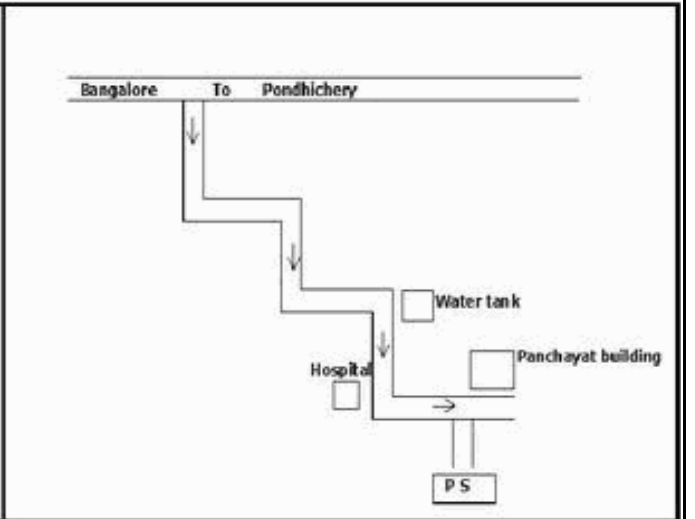 Bangalore To Pondhichery
Water tank
Panchayat building
Hospital
P S